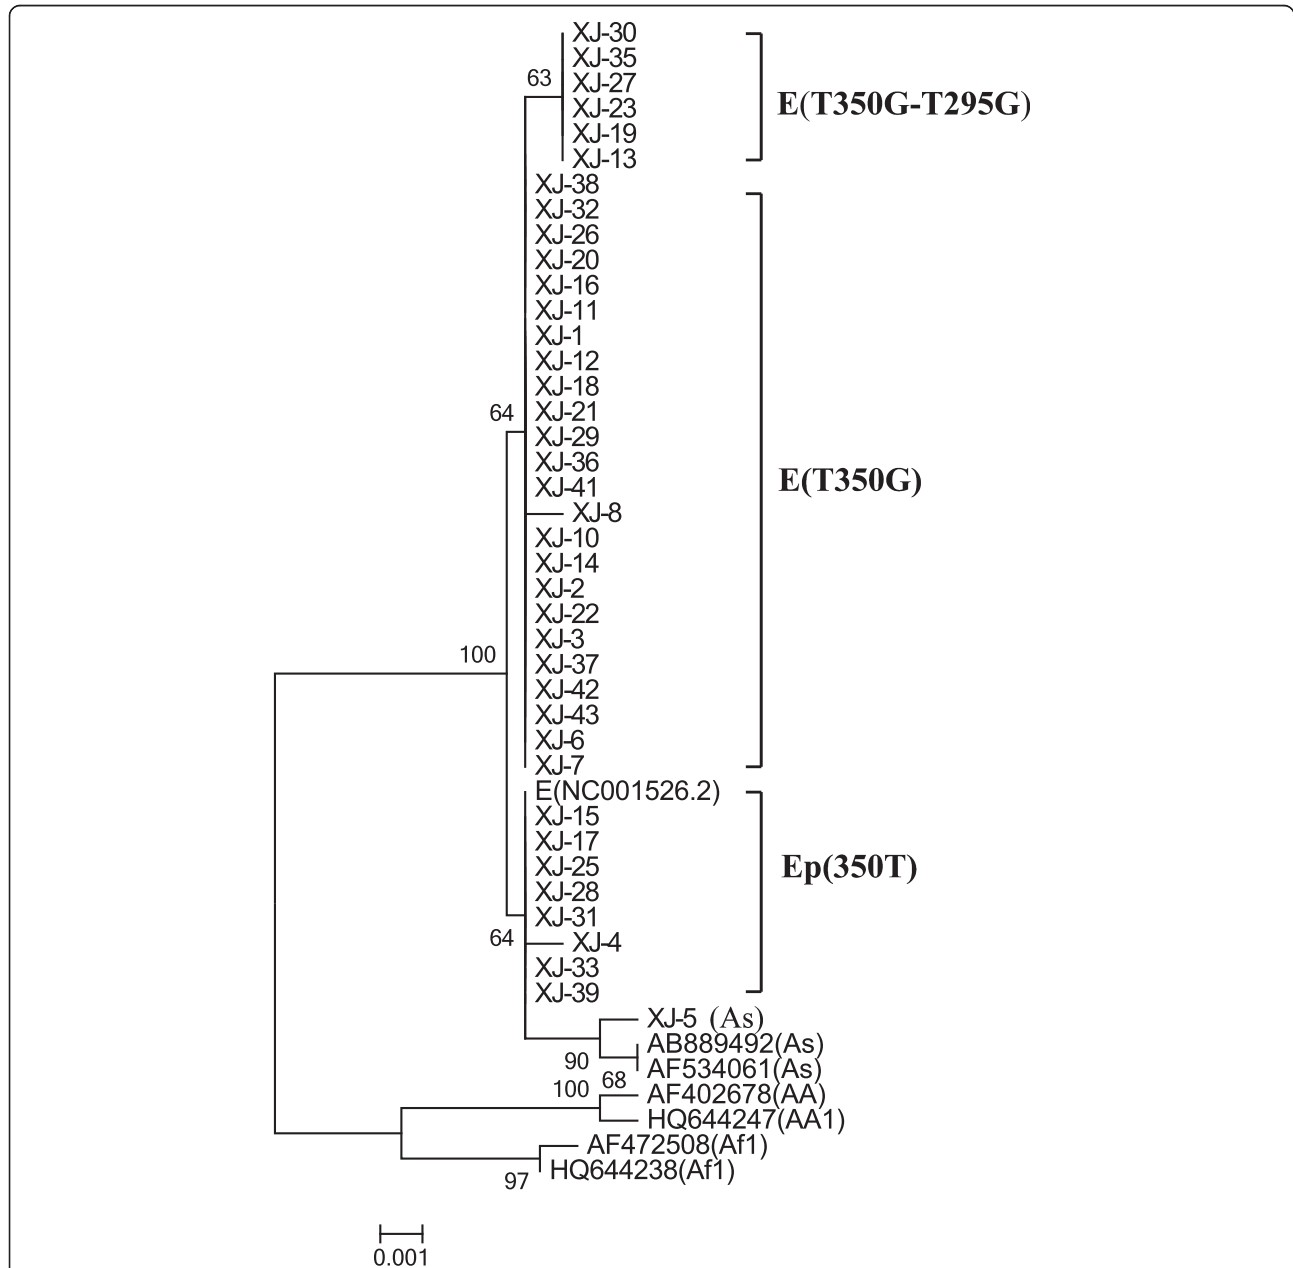 XJ-30
XJ-35
63
XJ-27
XJ-23
E(T350G-T295G)
XJ-19
XJ-13
XJ-38
XJ-32
XJ-26
XJ-20
XJ-16
XJ-11
XJ-1
XJ-12
XJ-18
64
XJ-21
XJ-29
XJ-36
E(T350G)
XJ-41
XJ-8
XJ-10
XJ-14
XJ-2
XJ-22
XJ-3
100
XJ-37
XJ-42
XJ-43
XJ-6
XJ-7
E(NC001526.2)
XJ-15
XJ-17
XJ-25
Ep(350T)
XJ-28
XJ-31
64
XJ-4
XJ-33
XJ-39
XJ-5 (As)
AB889492(As)
90
AF534061(As)
68
100
AF402678(AA)
HQ644247(AA1)
AF472508(Af1)
HQ644238(Af1)
97
0.001